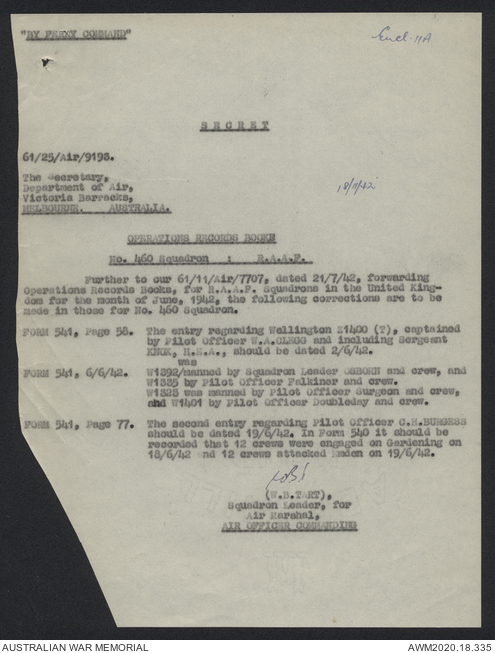 "BY FERRY COMMAND"
Encl-11A
SECRET
61/25/Air/9198.
The Secretary,
Department of Air,
Victoria Barracks,
MELBOURNE. AUSTRALIA.
18/11/42
OPERATIONS RECORDS BOOKS
No. 460 Squadron : R.A.A.F.
Further to our 61/11/Air/7707, dated 21/7/42, forwarding
Operations Records Books, for R.A.A.F. Squadrons in the United King-
dom for the month of June, 1942, the following corrections are to be
made in those for No. 460 Squadron.
FORM 541, Page 58. The entry regarding Wellington Z1400 (T), captained
by Pilot Officer W.A.CLEGG and including Sergeant
KNOX, H.N.A., should be dated 2/6/42.
was
FORM 541, 6/6/42. W1392/manned by Squadron Leader OSBORN and crew, and
W1335 by Pilot Officer Falkiner and crew.
W1323 was manned by Pilot Officer Surgeon and crew,
and W1401 by Pilot Officer Doubleday and crew.
FORM 541, Page 77. The second entry regarding Pilot Officer C.H.BURGESS
should be dated 19/6/42. In Form 540 it should be
recorded that 12 crews were engaged on Gardening on
18/6/42 and 12 crews attacked Emden on 19/6/42.
(W.B.TART),
Squadron Leader, for
Air Marshal,
AIR OFFICER COMMANDING
AUSTRALIAN WAR MEMORIAL
AWM2020.18.335